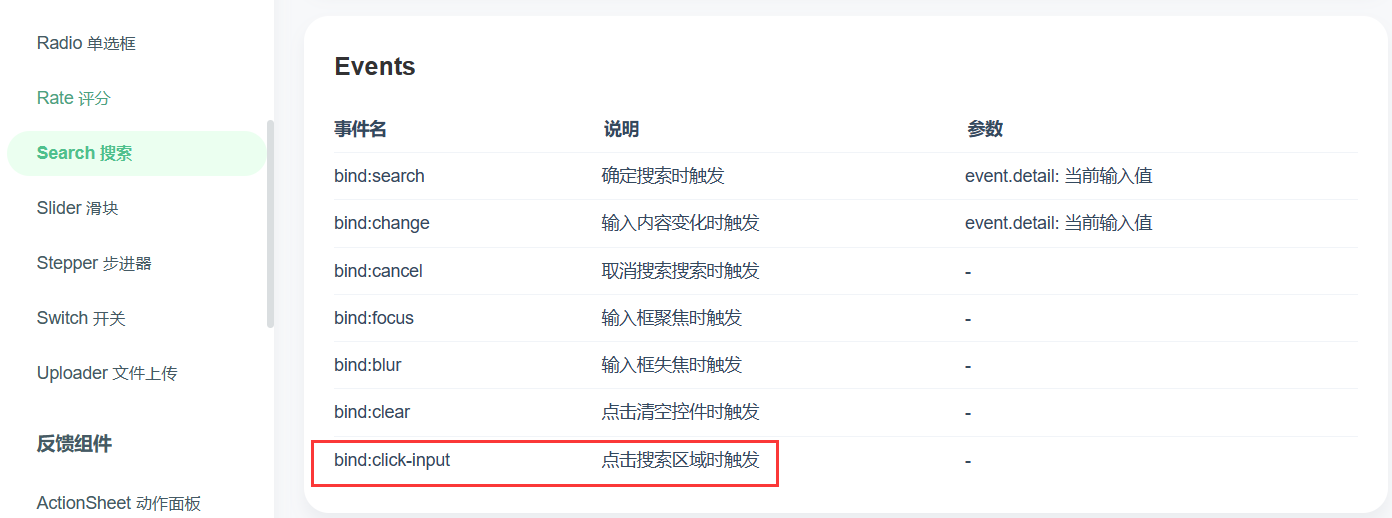 Radio 单选框
Rate 评分
Search 搜索
Slider 滑块
Stepper 步进器
Switch 开关
Uploader 文件上传
反馈组件
ActionSheet 动作面板
Events
事件名 说明 参数
bind:search 确定搜索时触发 event.detail: 当前输入值
bind:change 输入内容变化时触发 event.detail: 当前输入值
bind:cancel 取消搜索搜索时触发 -
bind:focus 输入框聚焦时触发 -
bind:blur 输入框失焦时触发 -
bind:clear 点击清空控件时触发 -
bind:click-input 点击搜索区域时触发 -